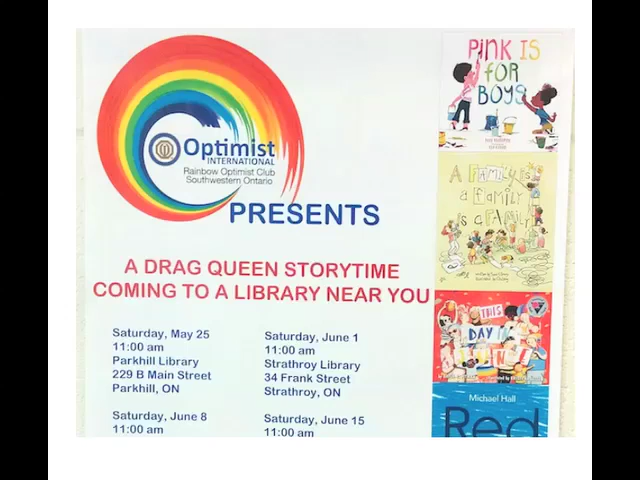 Optimist
INTERNATIONAL
Rainbow Optimist Club
Southwestern Ontario
PRESENTS
A DRAG QUEEN STORYTIME
COMING TO A LIBRARY NEAR YOU
Saturday, May 25
11:00 am
Parkhill Library
229 B Main Street
Parkhill, ON
Saturday, June 1
11:00 am
Strathroy Library
34 Frank Street
Strathroy, ON
Saturday, June 8
11:00 am
Saturday, June 15
11:00 am
PiNK IS
foR
BOYS
A FAMILY IS
a faMiLY
is a FAMILY
THIS
DAY IN
JUNE
Michael Hall
Red